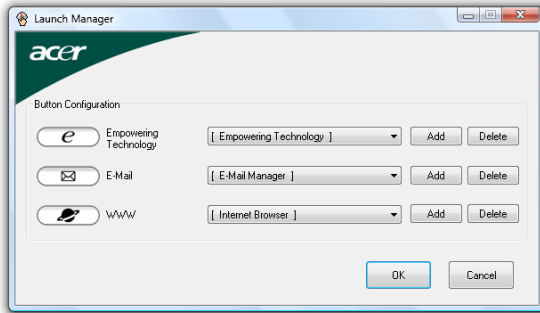 Launch Manager
acer
Button Configuration
e Empowering Technology [ Empowering Technology ] Add Delete
E-Mail [ E-Mail Manager ] Add Delete
WWW [ Internet Browser ] Add Delete
OK Cancel